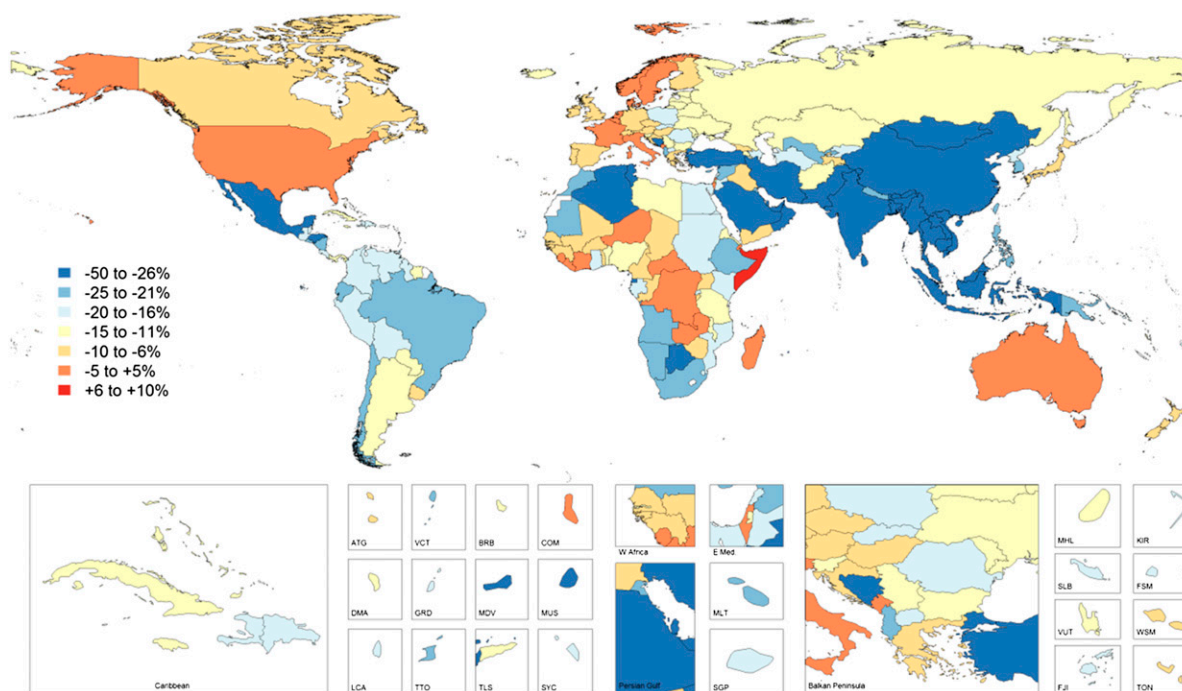 -50 to -26%
-25 to -21%
-20 to -16%
-15 to -11%
-10 to -6%
-5 to +5%
+6 to +10%
ATG
VCT
BRB
COM
W Africa
E Med.
MHL
KIR
DMA
GRD
MDV
MUS
MLT
SLB
FSM
LCA
TTO
TLS
SYC
SGP
VUT
WSM
Caribbean
Persian Gulf
Balkan Peninsula
FJI
TON